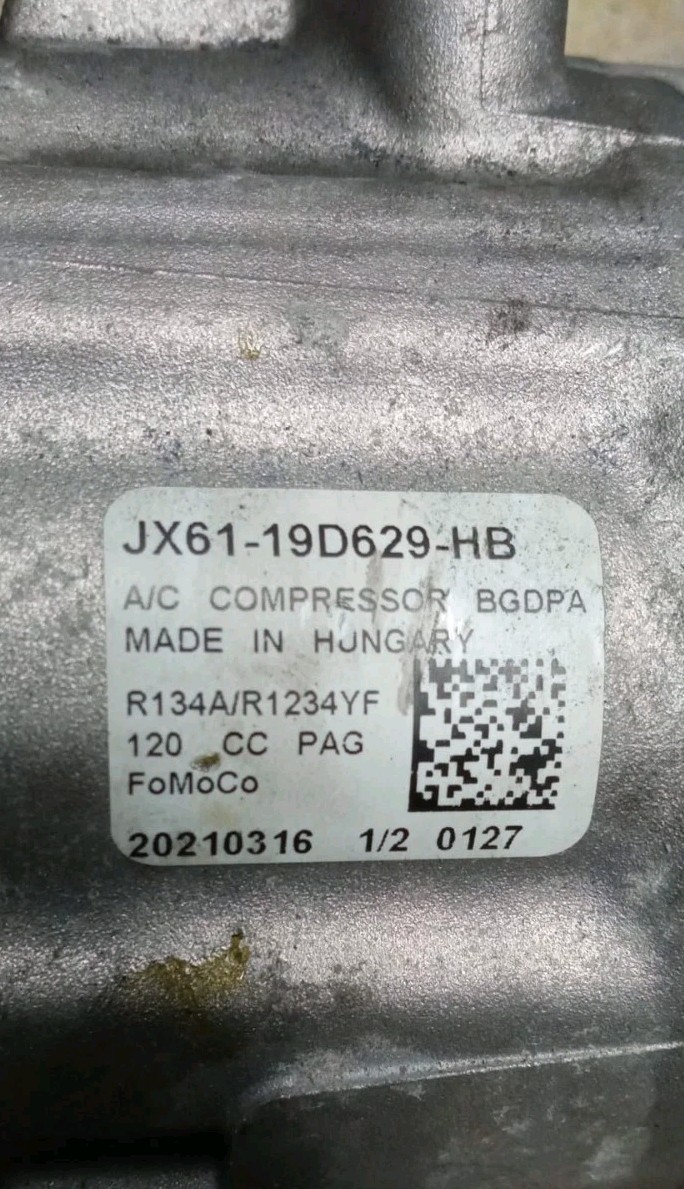 JX61-19D629-HB
A/C COMPRESSOR BGDPA
MADE IN HUNGARY
R134A/R1234YF
120 CC PAG
FoMoCo
20210316 1/2 0127